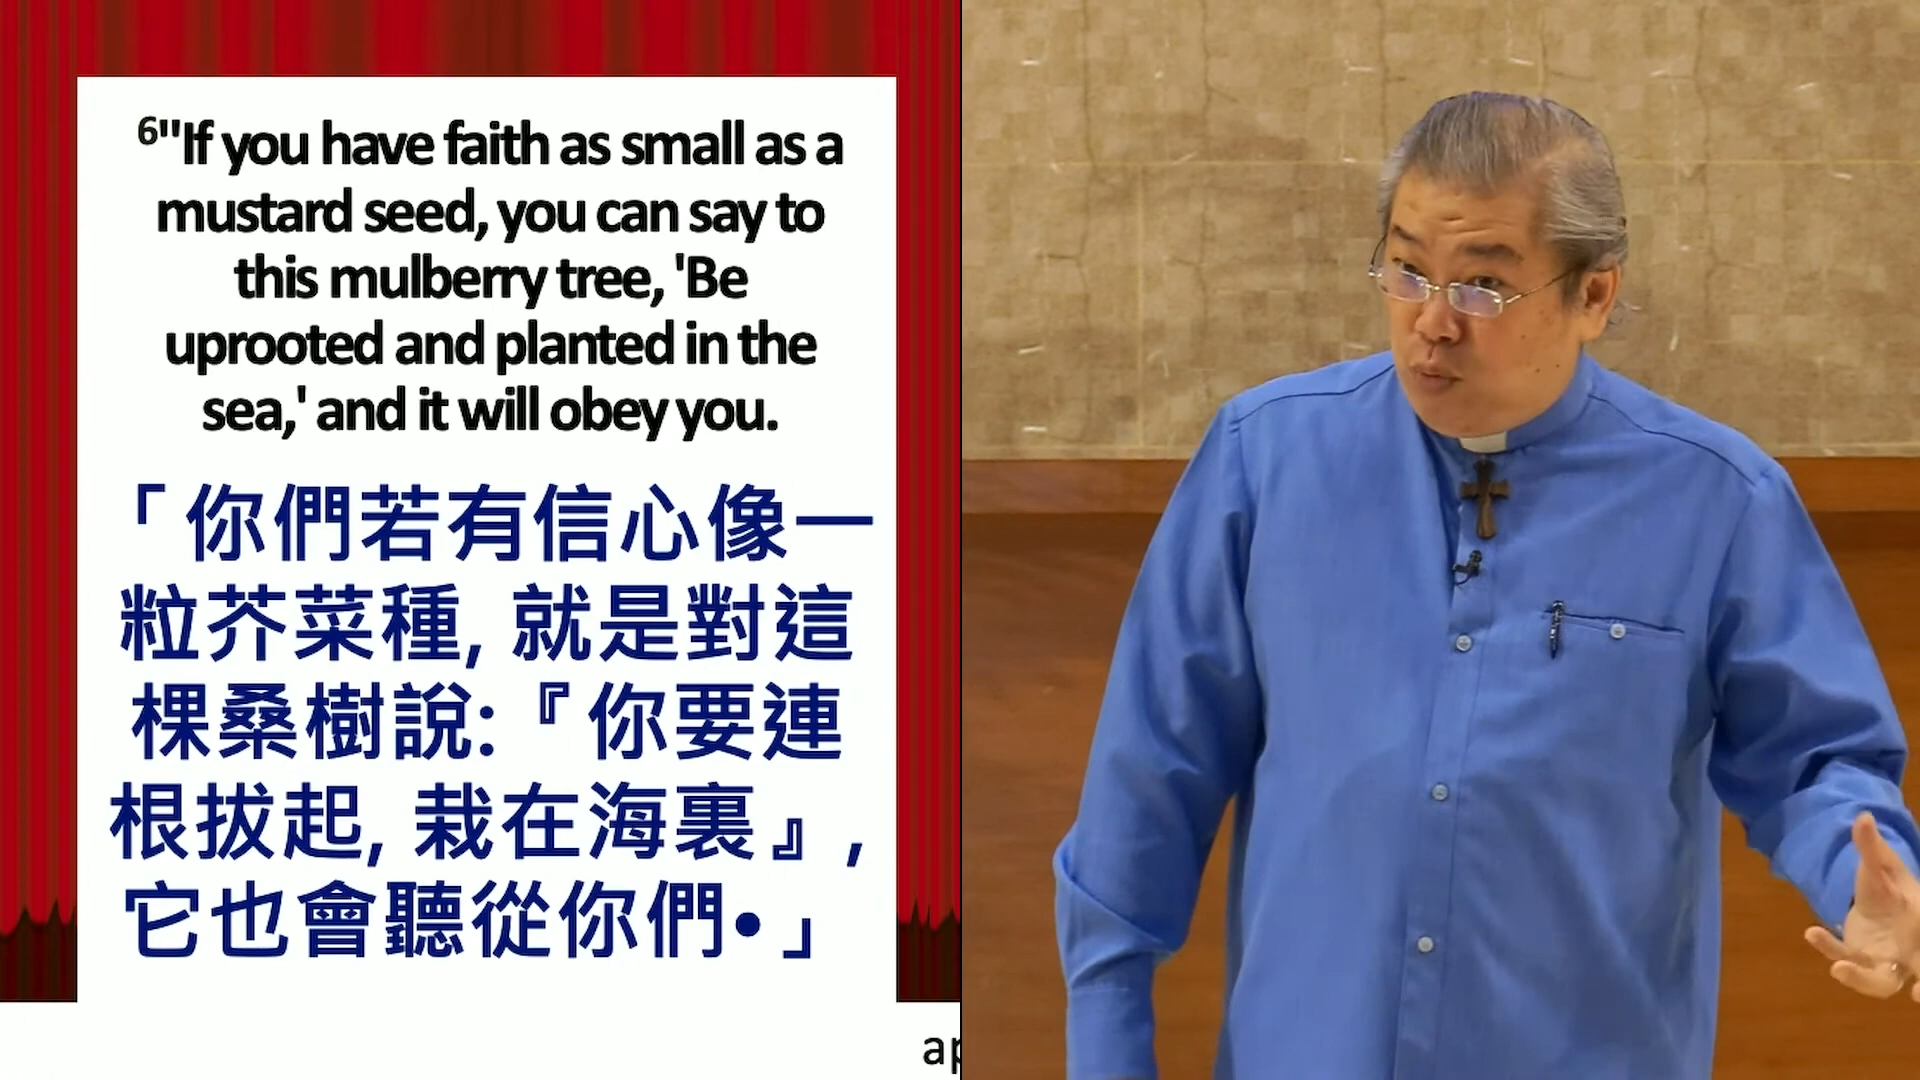 ⁶"If you have faith as small as a
mustard seed, you can say to
this mulberry tree, 'Be
uprooted and planted in the
sea,' and it will obey you.
「你們若有信心像一
粒芥菜種, 就是對這
棵桑樹說:『你要連
根拔起, 栽在海裏』,
它也會聽從你們•」